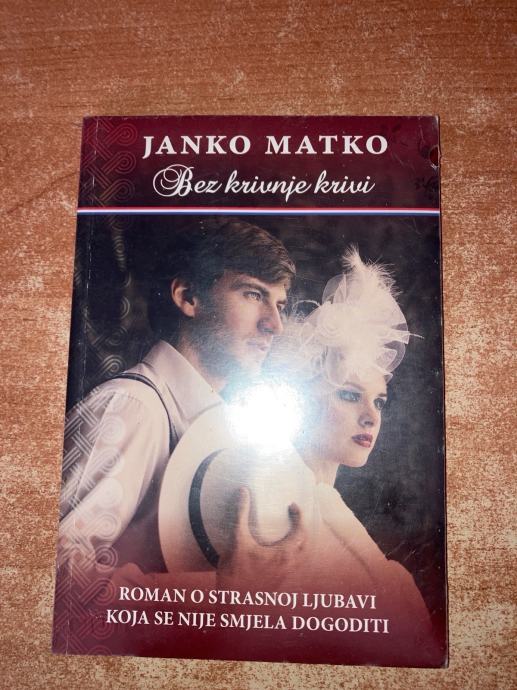 JANKO MATKO
Bez krivnje krivi
ROMAN O STRASNOJ LJUBAVI
KOJA SE NIJE SMJELA DOGODITI